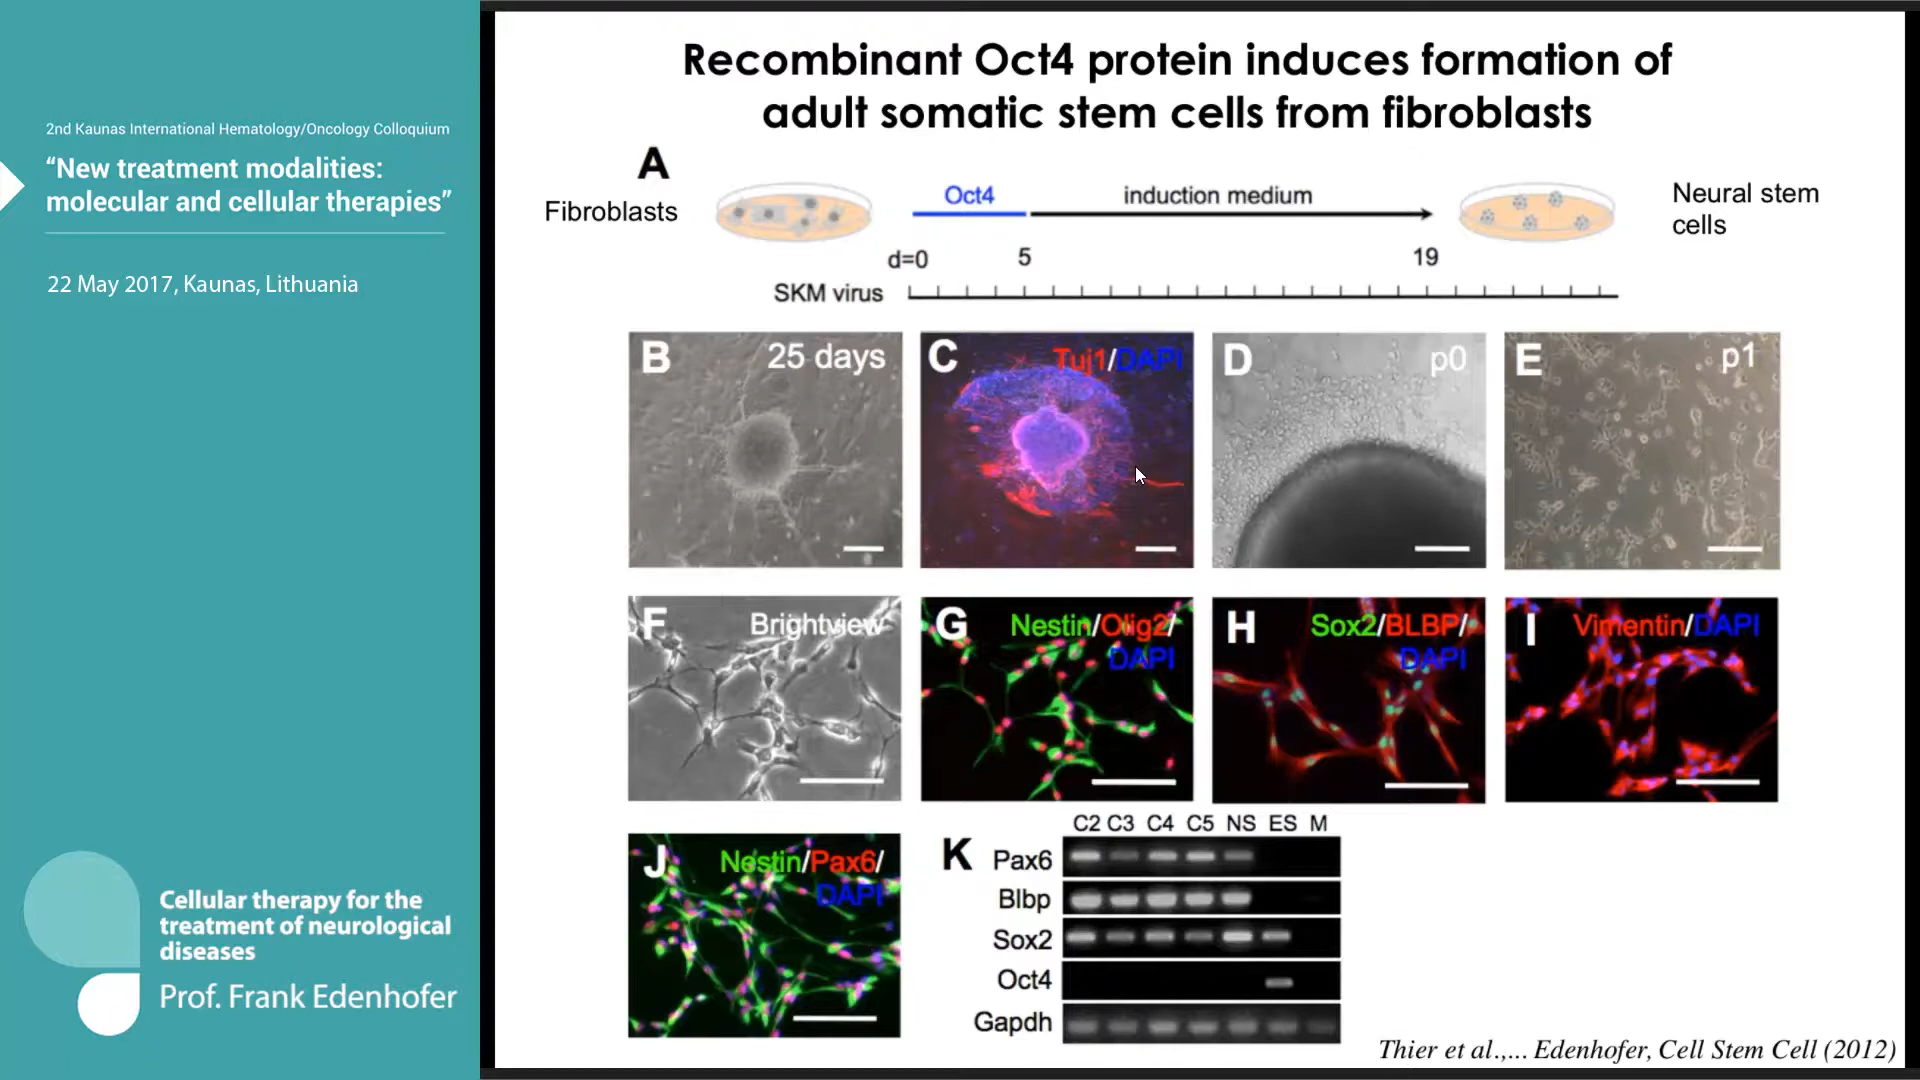 2nd Kaunas International Hematology/Oncology Colloquium
“New treatment modalities:
molecular and cellular therapies”
22 May 2017, Kaunas, Lithuania
Cellular therapy for the
treatment of neurological
diseases
Prof. Frank Edenhofer
Recombinant Oct4 protein induces formation of
adult somatic stem cells from fibroblasts
A
Fibroblasts
Oct4
induction medium
Neural stem
cells
d=0
5
19
SKM virus
B
25 days
C
Tuj1/DAPI
D
p0
E
p1
F
Brightview
G
Nestin/Olig2/
DAPI
H
Sox2/BLBP/
DAPI
I
Vimentin/DAPI
J
Nestin/Pax6/
DAPI
K
C2 C3 C4 C5 NS ES M
Pax6
Blbp
Sox2
Oct4
Gapdh
Thier et al.,... Edenhofer, Cell Stem Cell (2012)